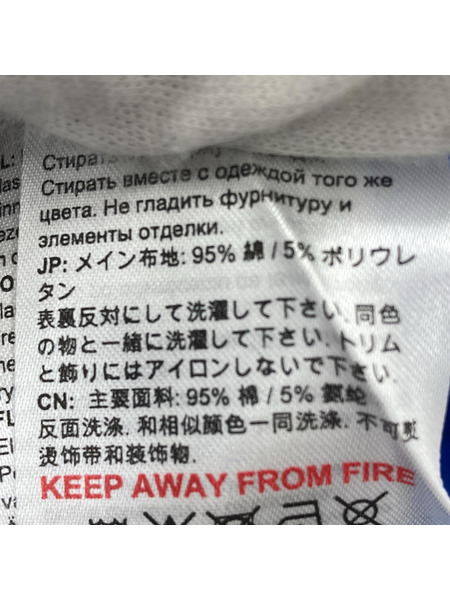 Стирать
Стирать вместе с одеждой того же
цвета. Не гладить фурнитуру и
элементы отделки.
JP: メイン布地: 95% 綿 / 5% ポリウレ
タン
表裏反対にして洗濯して下さい. 同色
の物と一緒に洗濯して下さい. トリム
と飾りにはアイロンしないで下さい.
CN: 主要面料: 95% 棉 / 5% 氨纶
反面洗涤. 和相似颜色一同洗涤. 不可熨
烫饰带和装饰物.
KEEP AWAY FROM FIRE